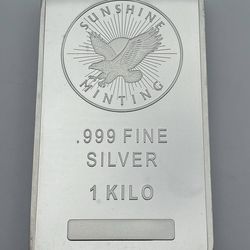 SUNSHINE
MINTING
.999 FINE
SILVER
1 KILO